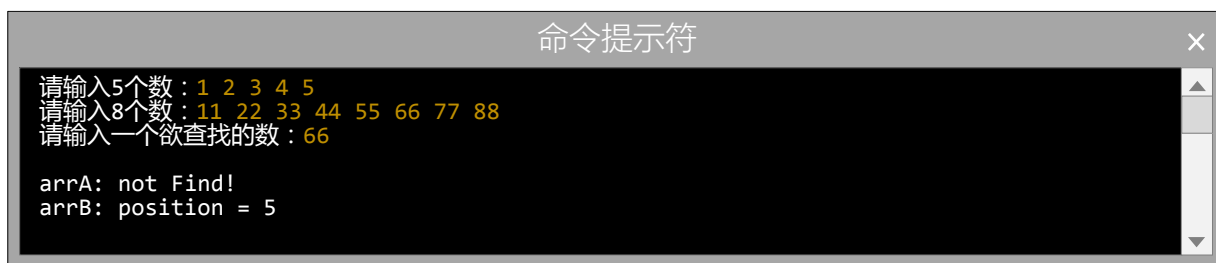 命令提示符
请输入5个数：1 2 3 4 5
请输入8个数：11 22 33 44 55 66 77 88
请输入一个欲查找的数：66
arrA: not Find!
arrB: position = 5